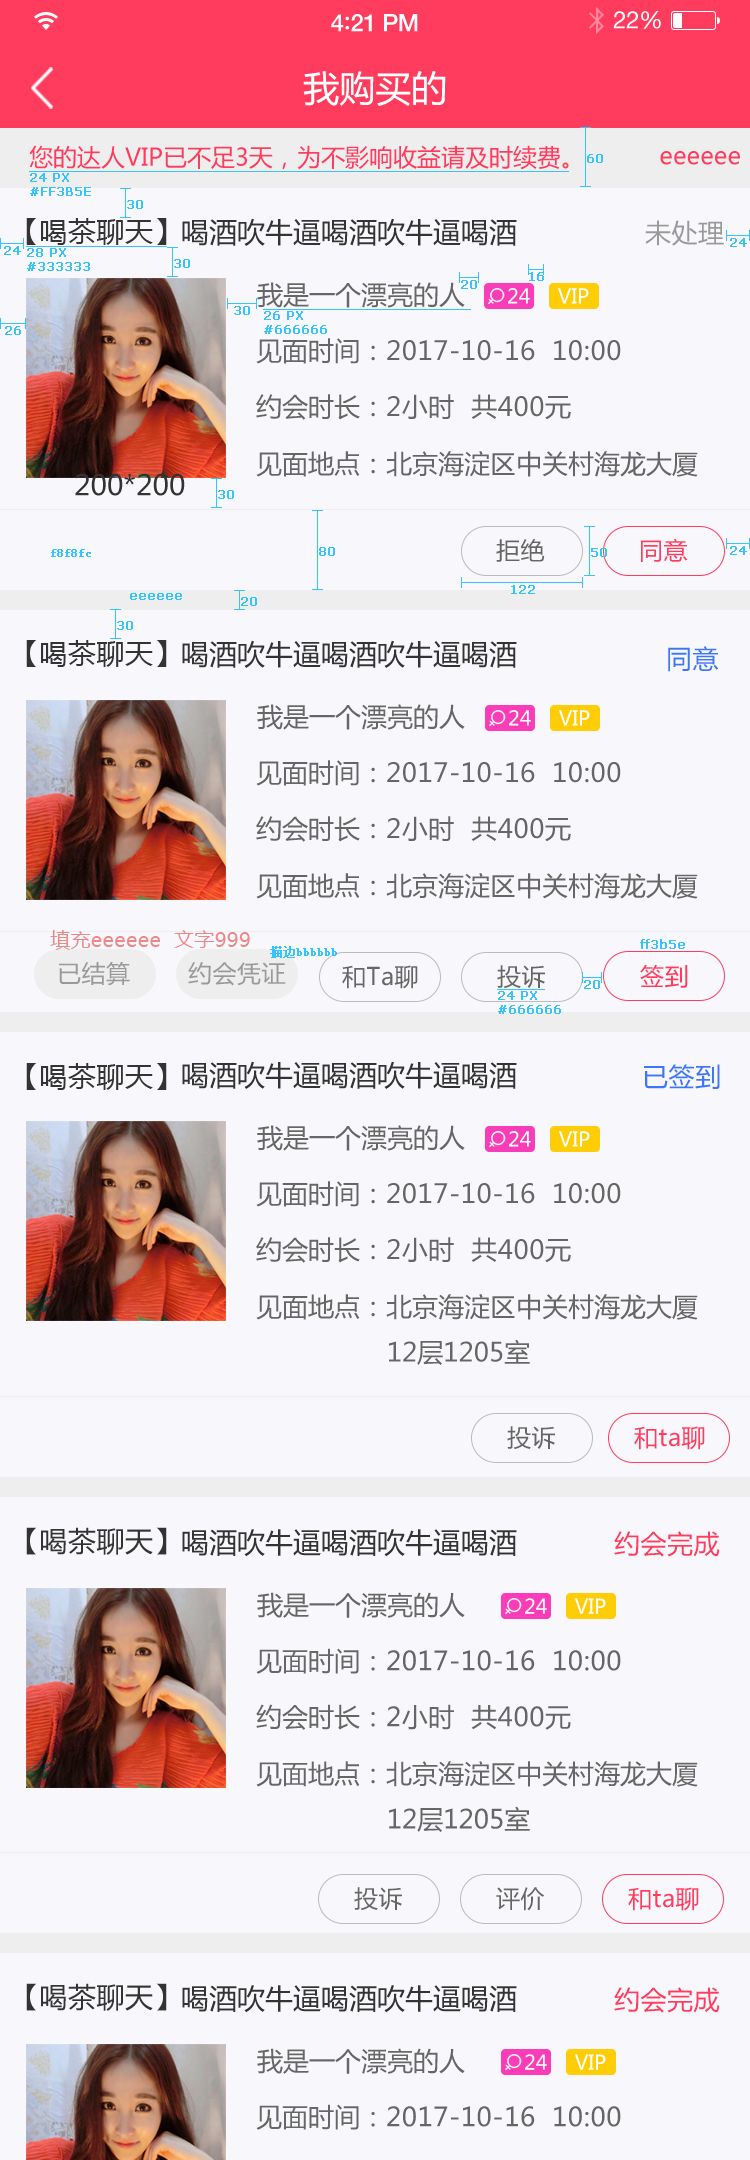 4:21 PM
22%
我购买的
您的达人VIP已不足3天，为不影响收益请及时续费。
eeeeee
60
24 PX
#FF3B5E
30
【喝茶聊天】喝酒吹牛逼喝酒吹牛逼喝酒
未处理
24
24
28 PX
#333333
30
20
16
我是一个漂亮的人
24
VIP
30
26 PX
#666666
26
见面时间：2017-10-16 10:00
约会时长：2小时 共400元
见面地点：北京海淀区中关村海龙大厦
200*200
30
f8f8fc
80
拒绝
50
同意
24
122
eeeeee
20
30
【喝茶聊天】喝酒吹牛逼喝酒吹牛逼喝酒
同意
我是一个漂亮的人
24
VIP
见面时间：2017-10-16 10:00
约会时长：2小时 共400元
见面地点：北京海淀区中关村海龙大厦
填充eeeeee 文字999
描边bbbbbb
ff3b5e
已结算
约会凭证
和Ta聊
投诉
20
签到
24 PX
#666666
【喝茶聊天】喝酒吹牛逼喝酒吹牛逼喝酒
已签到
我是一个漂亮的人
24
VIP
见面时间：2017-10-16 10:00
约会时长：2小时 共400元
见面地点：北京海淀区中关村海龙大厦
12层1205室
投诉
和ta聊
【喝茶聊天】喝酒吹牛逼喝酒吹牛逼喝酒
约会完成
我是一个漂亮的人
24
VIP
见面时间：2017-10-16 10:00
约会时长：2小时 共400元
见面地点：北京海淀区中关村海龙大厦
12层1205室
投诉
评价
和ta聊
【喝茶聊天】喝酒吹牛逼喝酒吹牛逼喝酒
约会完成
我是一个漂亮的人
24
VIP
见面时间：2017-10-16 10:00